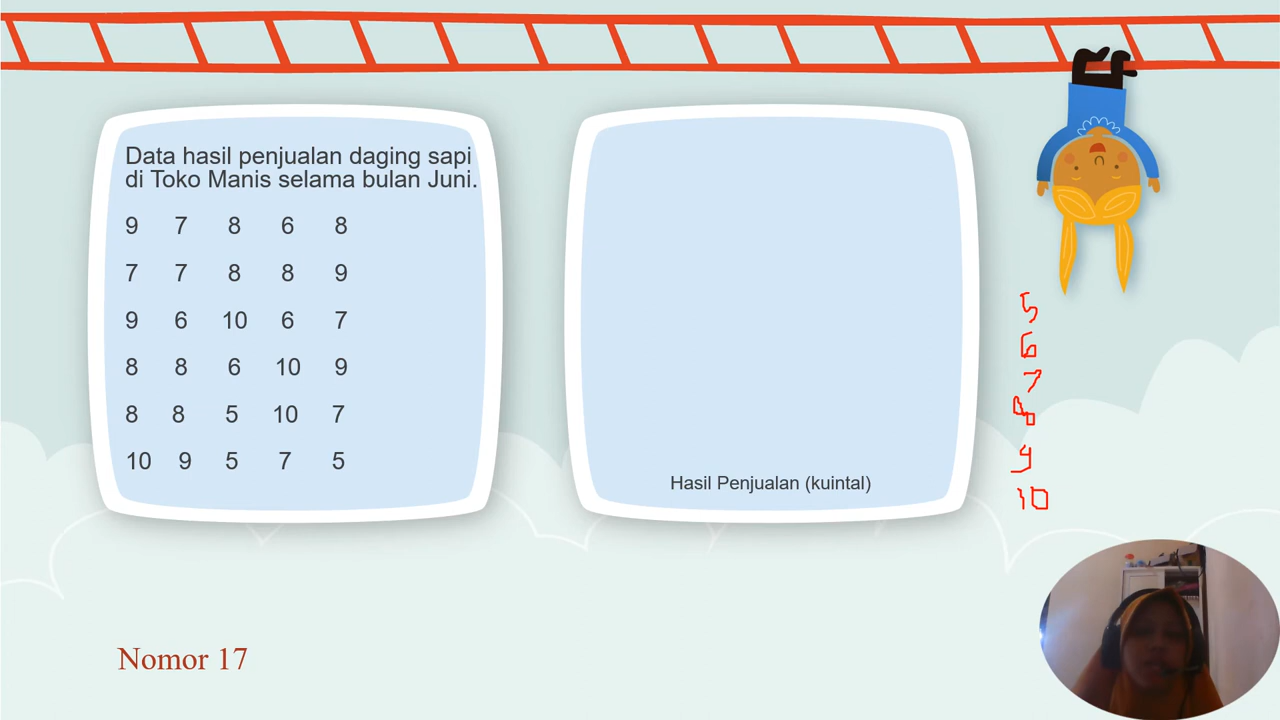 Data hasil penjualan daging sapi
di Toko Manis selama bulan Juni.
9 7 8 6 8
7 7 8 8 9
9 6 10 6 7
8 8 6 10 9
8 8 5 10 7
10 9 5 7 5
Hasil Penjualan (kuintal)
5
6
7
8
9
10
Nomor 17